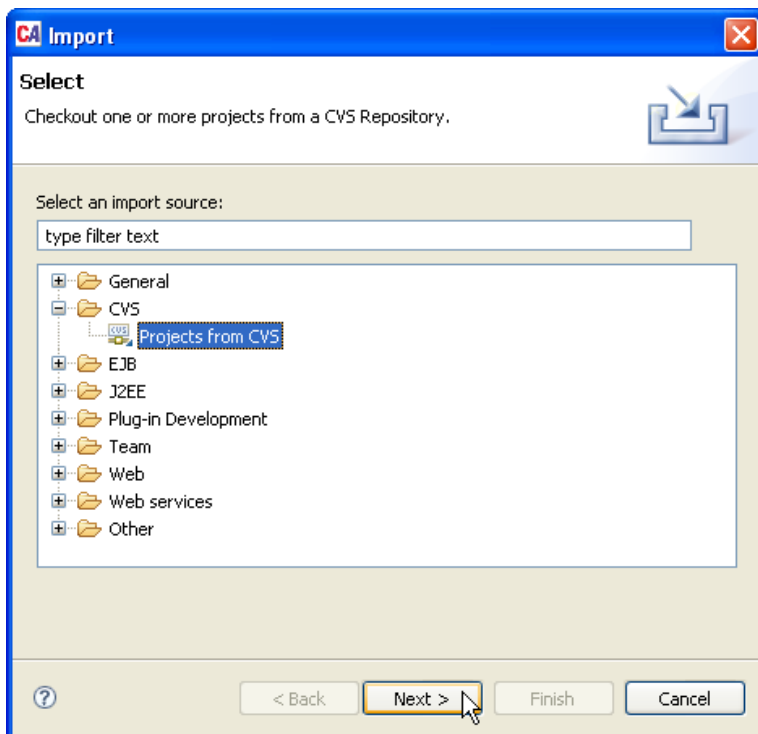 CA Import
Select
Checkout one or more projects from a CVS Repository.
Select an import source:
type filter text
General
CVS
CVS
Projects from CVS
EJB
J2EE
Plug-in Development
Team
Web
Web services
Other
?
< Back
Next >
Finish
Cancel